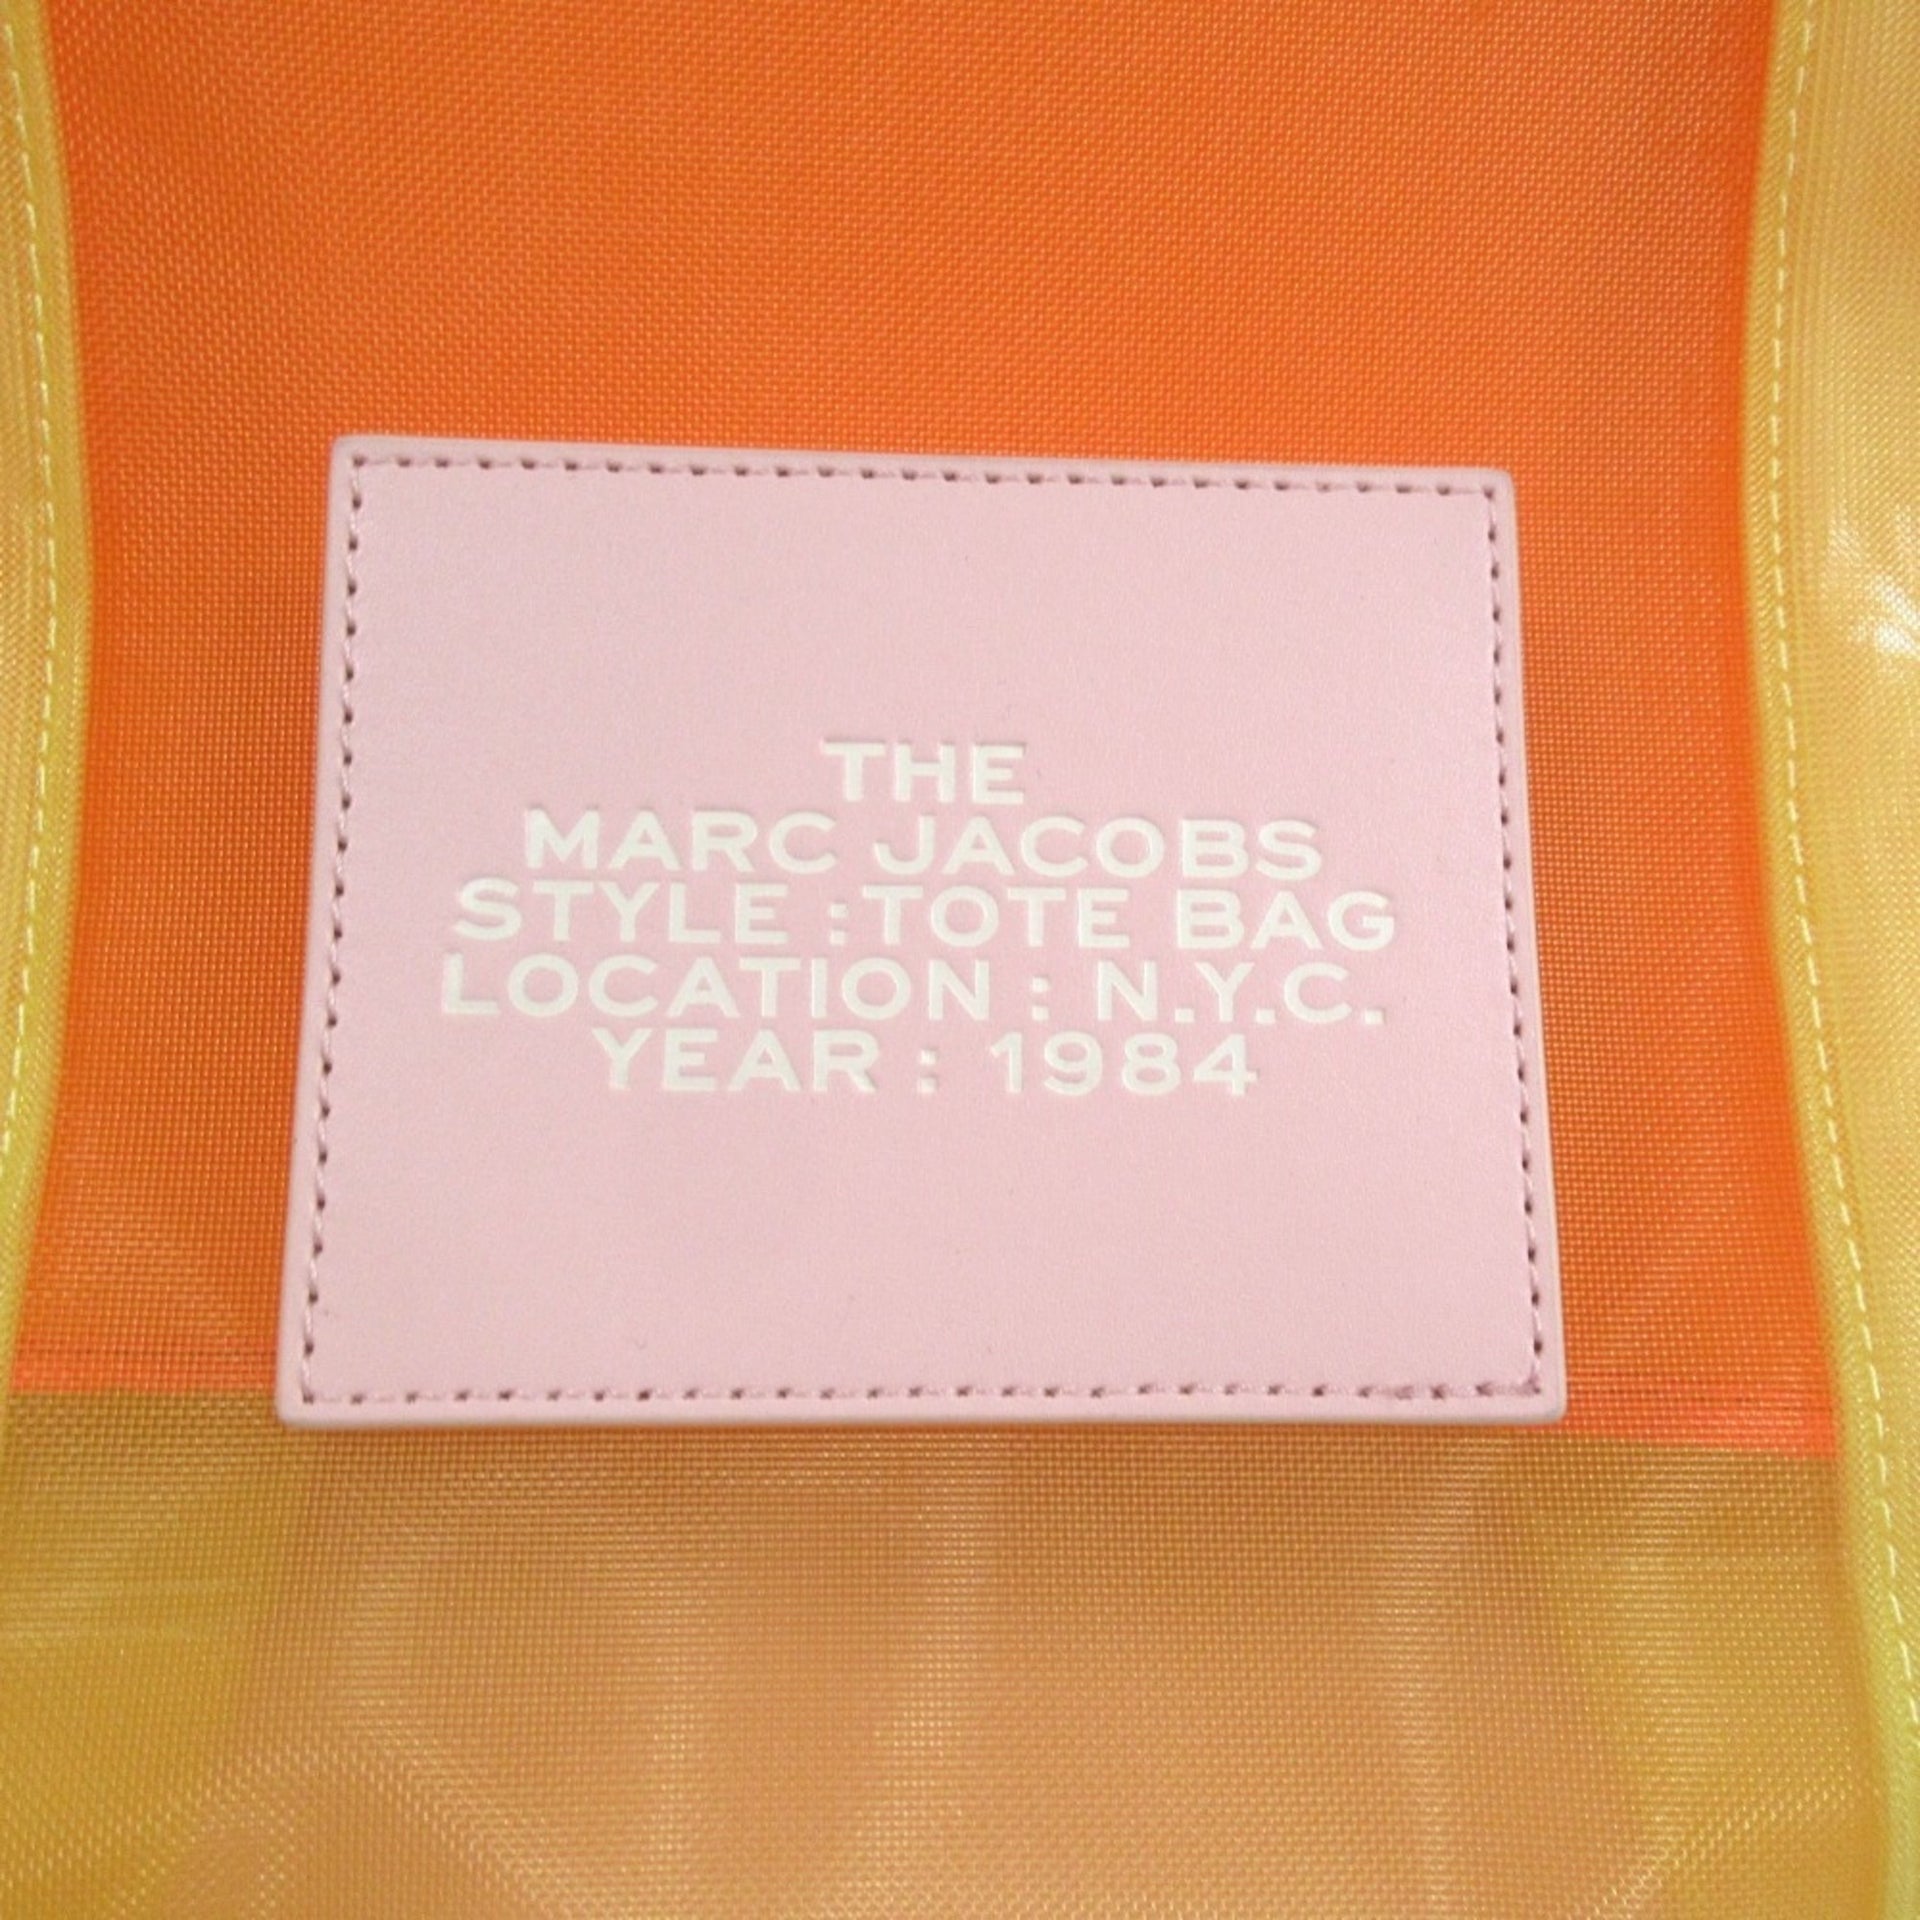 THE
MARC JACOBS
STYLE :TOTE BAG
LOCATION : N.Y.C.
YEAR : 1984